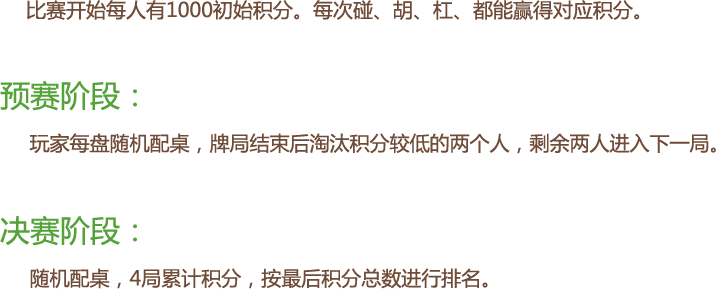 比赛开始每人有1000初始积分。每次碰、胡、杠、都能赢得对应积分。
预赛阶段：
玩家每盘随机配桌，牌局结束后淘汰积分较低的两个人，剩余两人进入下一局。
决赛阶段：
随机配桌，4局累计积分，按最后积分总数进行排名。